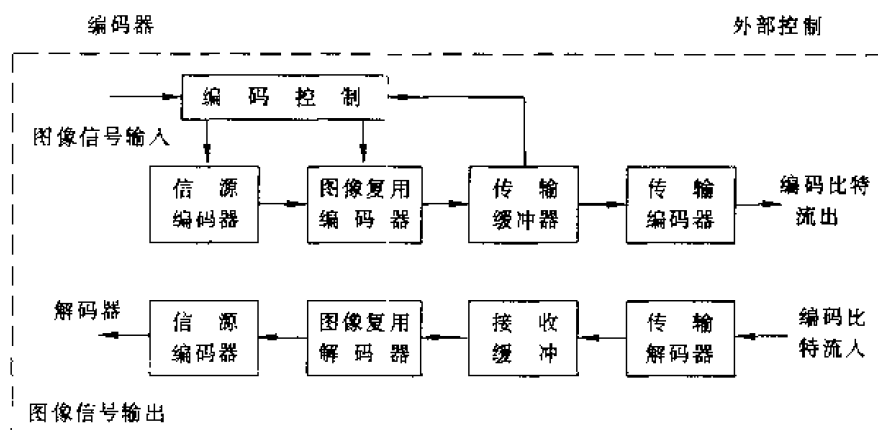 编码器
外部控制
编码控制
图像信号输入
信源
编码器
图像复用
编码器
传输
缓冲器
传输
编码器
编码比特
流出
解码器
信源
编码器
图像复用
解码器
接收
缓冲
传输
解码器
编码比
特流人
图像信号输出